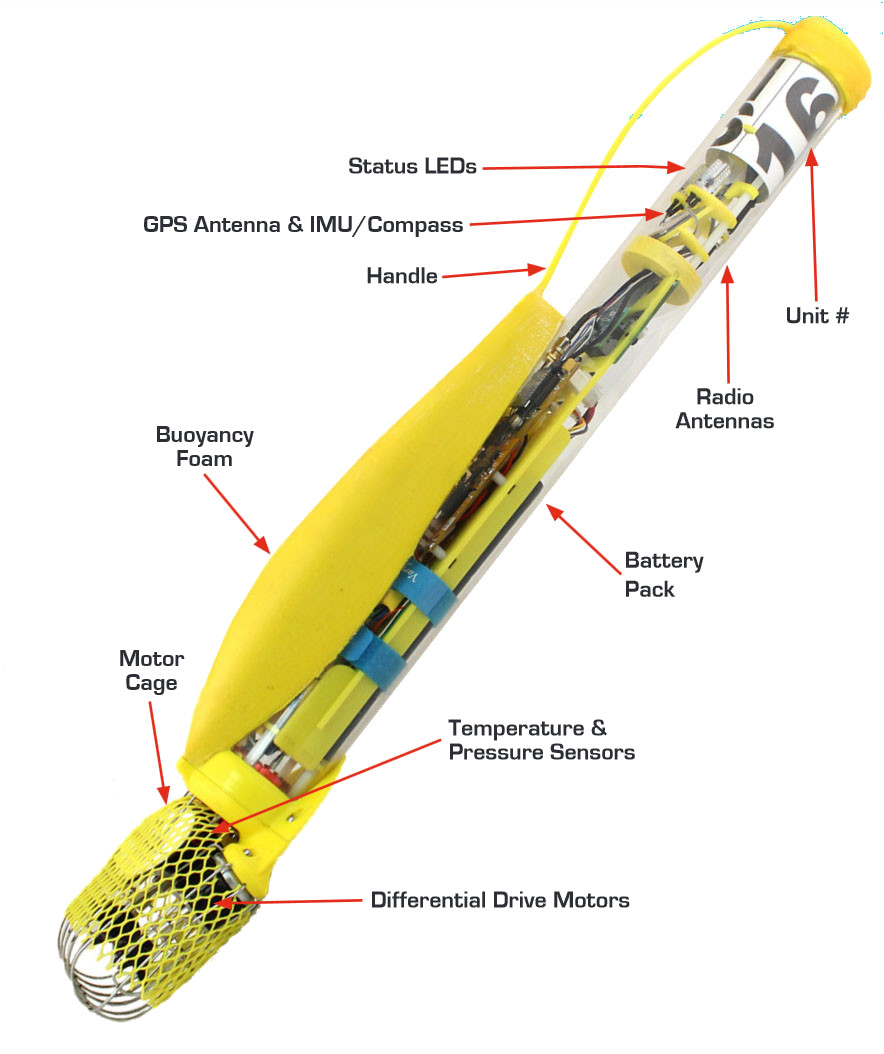 16
Status LEDs
GPS Antenna & IMU/Compass
Handle
Unit #
Radio
Antennas
Buoyancy
Foam
Battery
Pack
Motor
Cage
Temperature &
Pressure Sensors
Differential Drive Motors